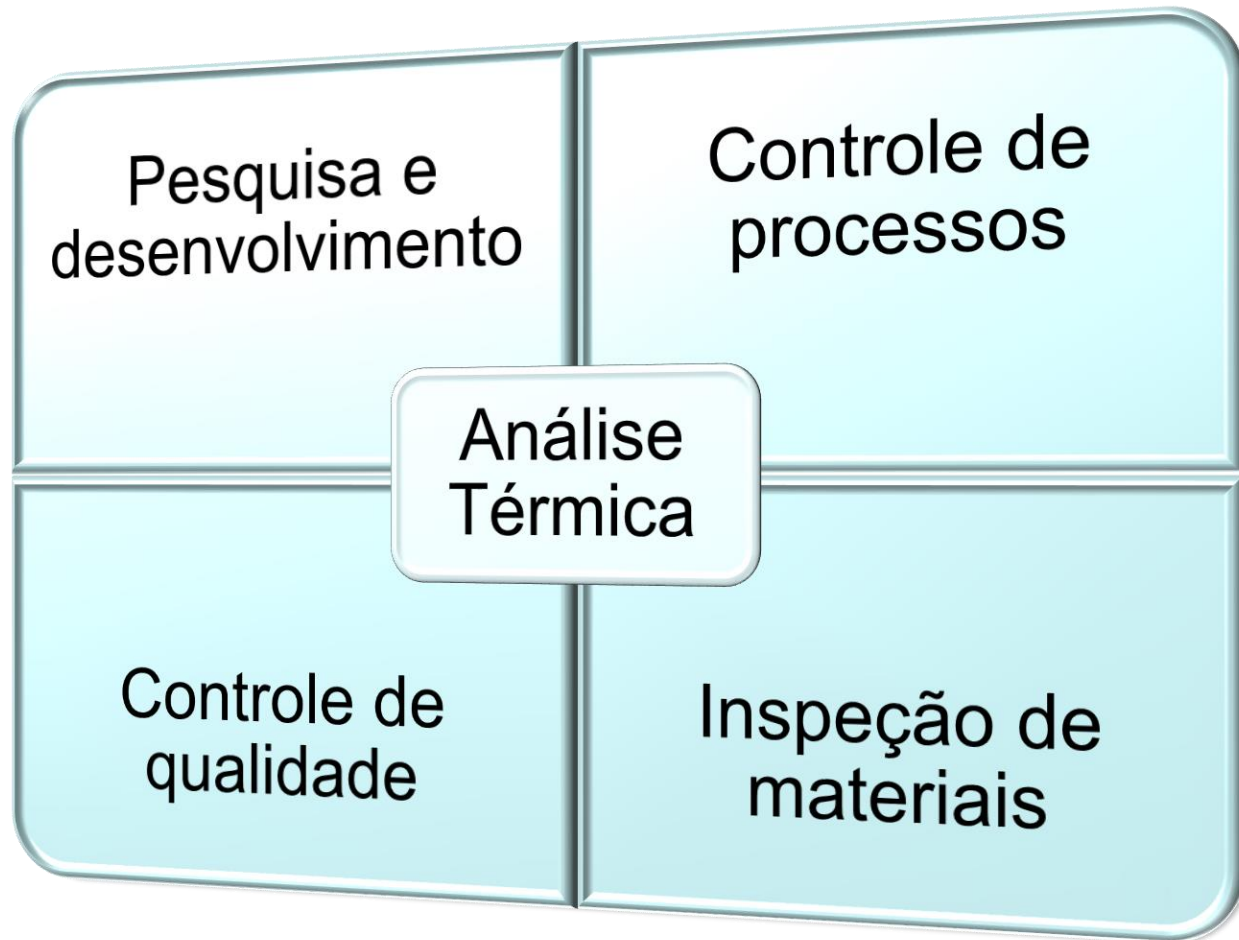 Pesquisa e
desenvolvimento
Controle de
processos
Análise
Térmica
Controle de
qualidade
Inspeção de
materiais